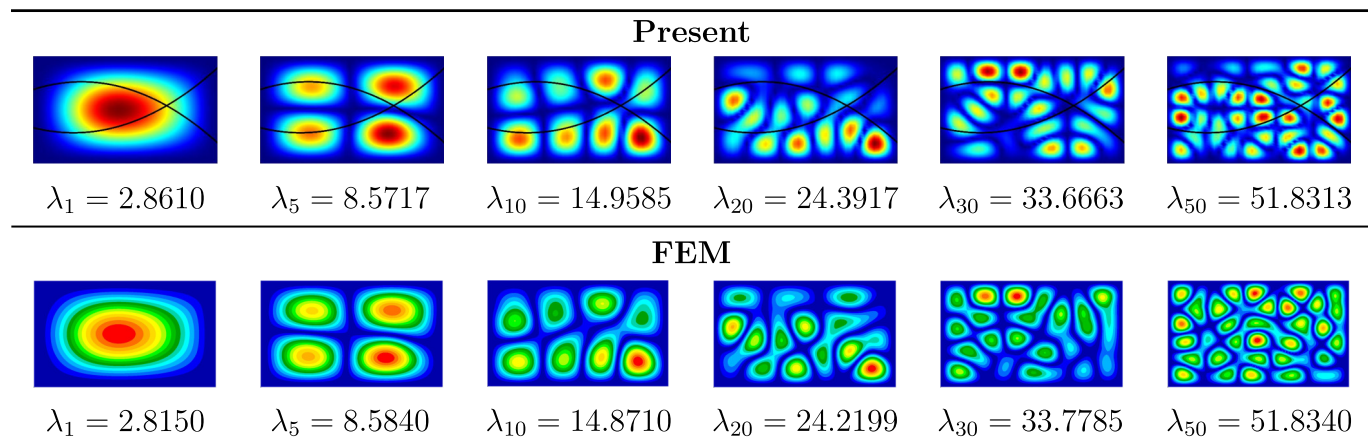 Present
λ₁ = 2.8610 λ₅ = 8.5717 λ₁₀ = 14.9585 λ₂₀ = 24.3917 λ₃₀ = 33.6663 λ₅₀ = 51.8313
FEM
λ₁ = 2.8150 λ₅ = 8.5840 λ₁₀ = 14.8710 λ₂₀ = 24.2199 λ₃₀ = 33.7785 λ₅₀ = 51.8340